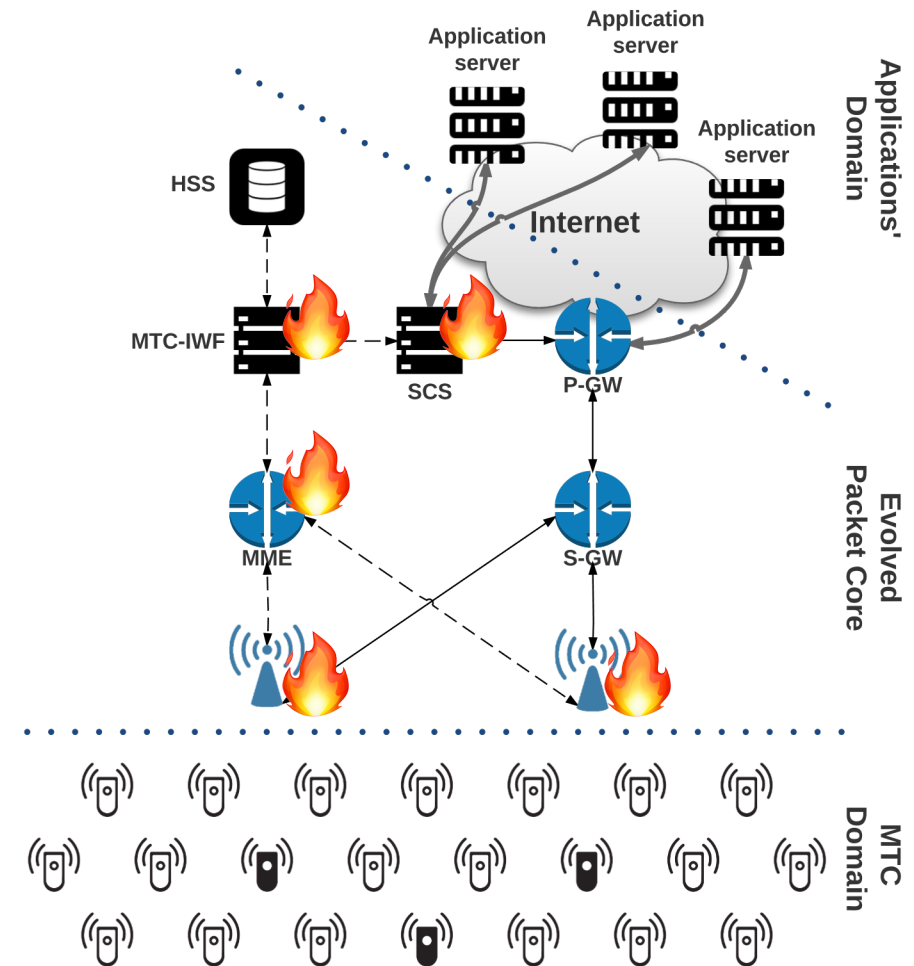 Application
server
Application
server
Application
server
Applications'
Domain
HSS
Internet
MTC-IWF
SCS
P-GW
MME
S-GW
Evolved
Packet Core
MTC
Domain